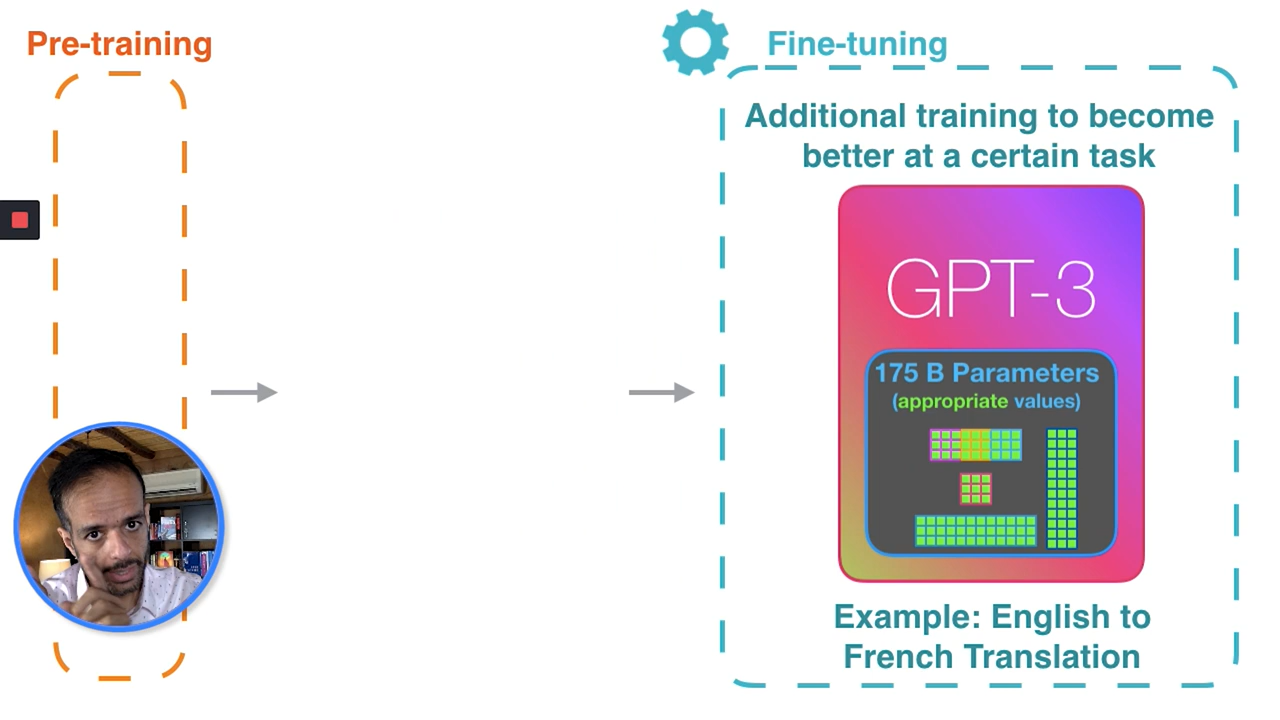 Pre-training
Fine-tuning
Additional training to become
better at a certain task
GPT-3
175 B Parameters
(appropriate values)
Example: English to
French Translation